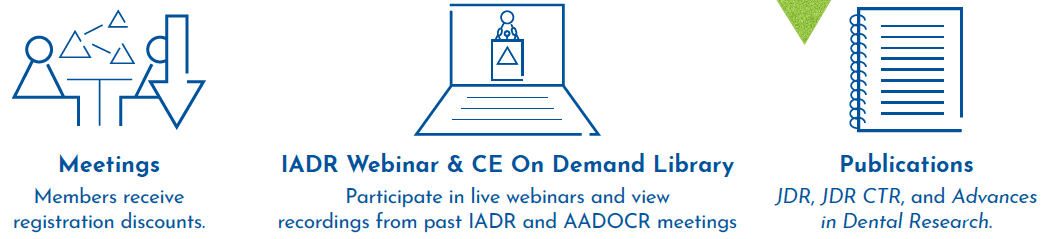 Meetings
Members receive
registration discounts.
IADR Webinar & CE On Demand Library
Participate in live webinars and view
recordings from past IADR and AADOCR meetings
Publications
JDR, JDR CTR, and Advances
in Dental Research.